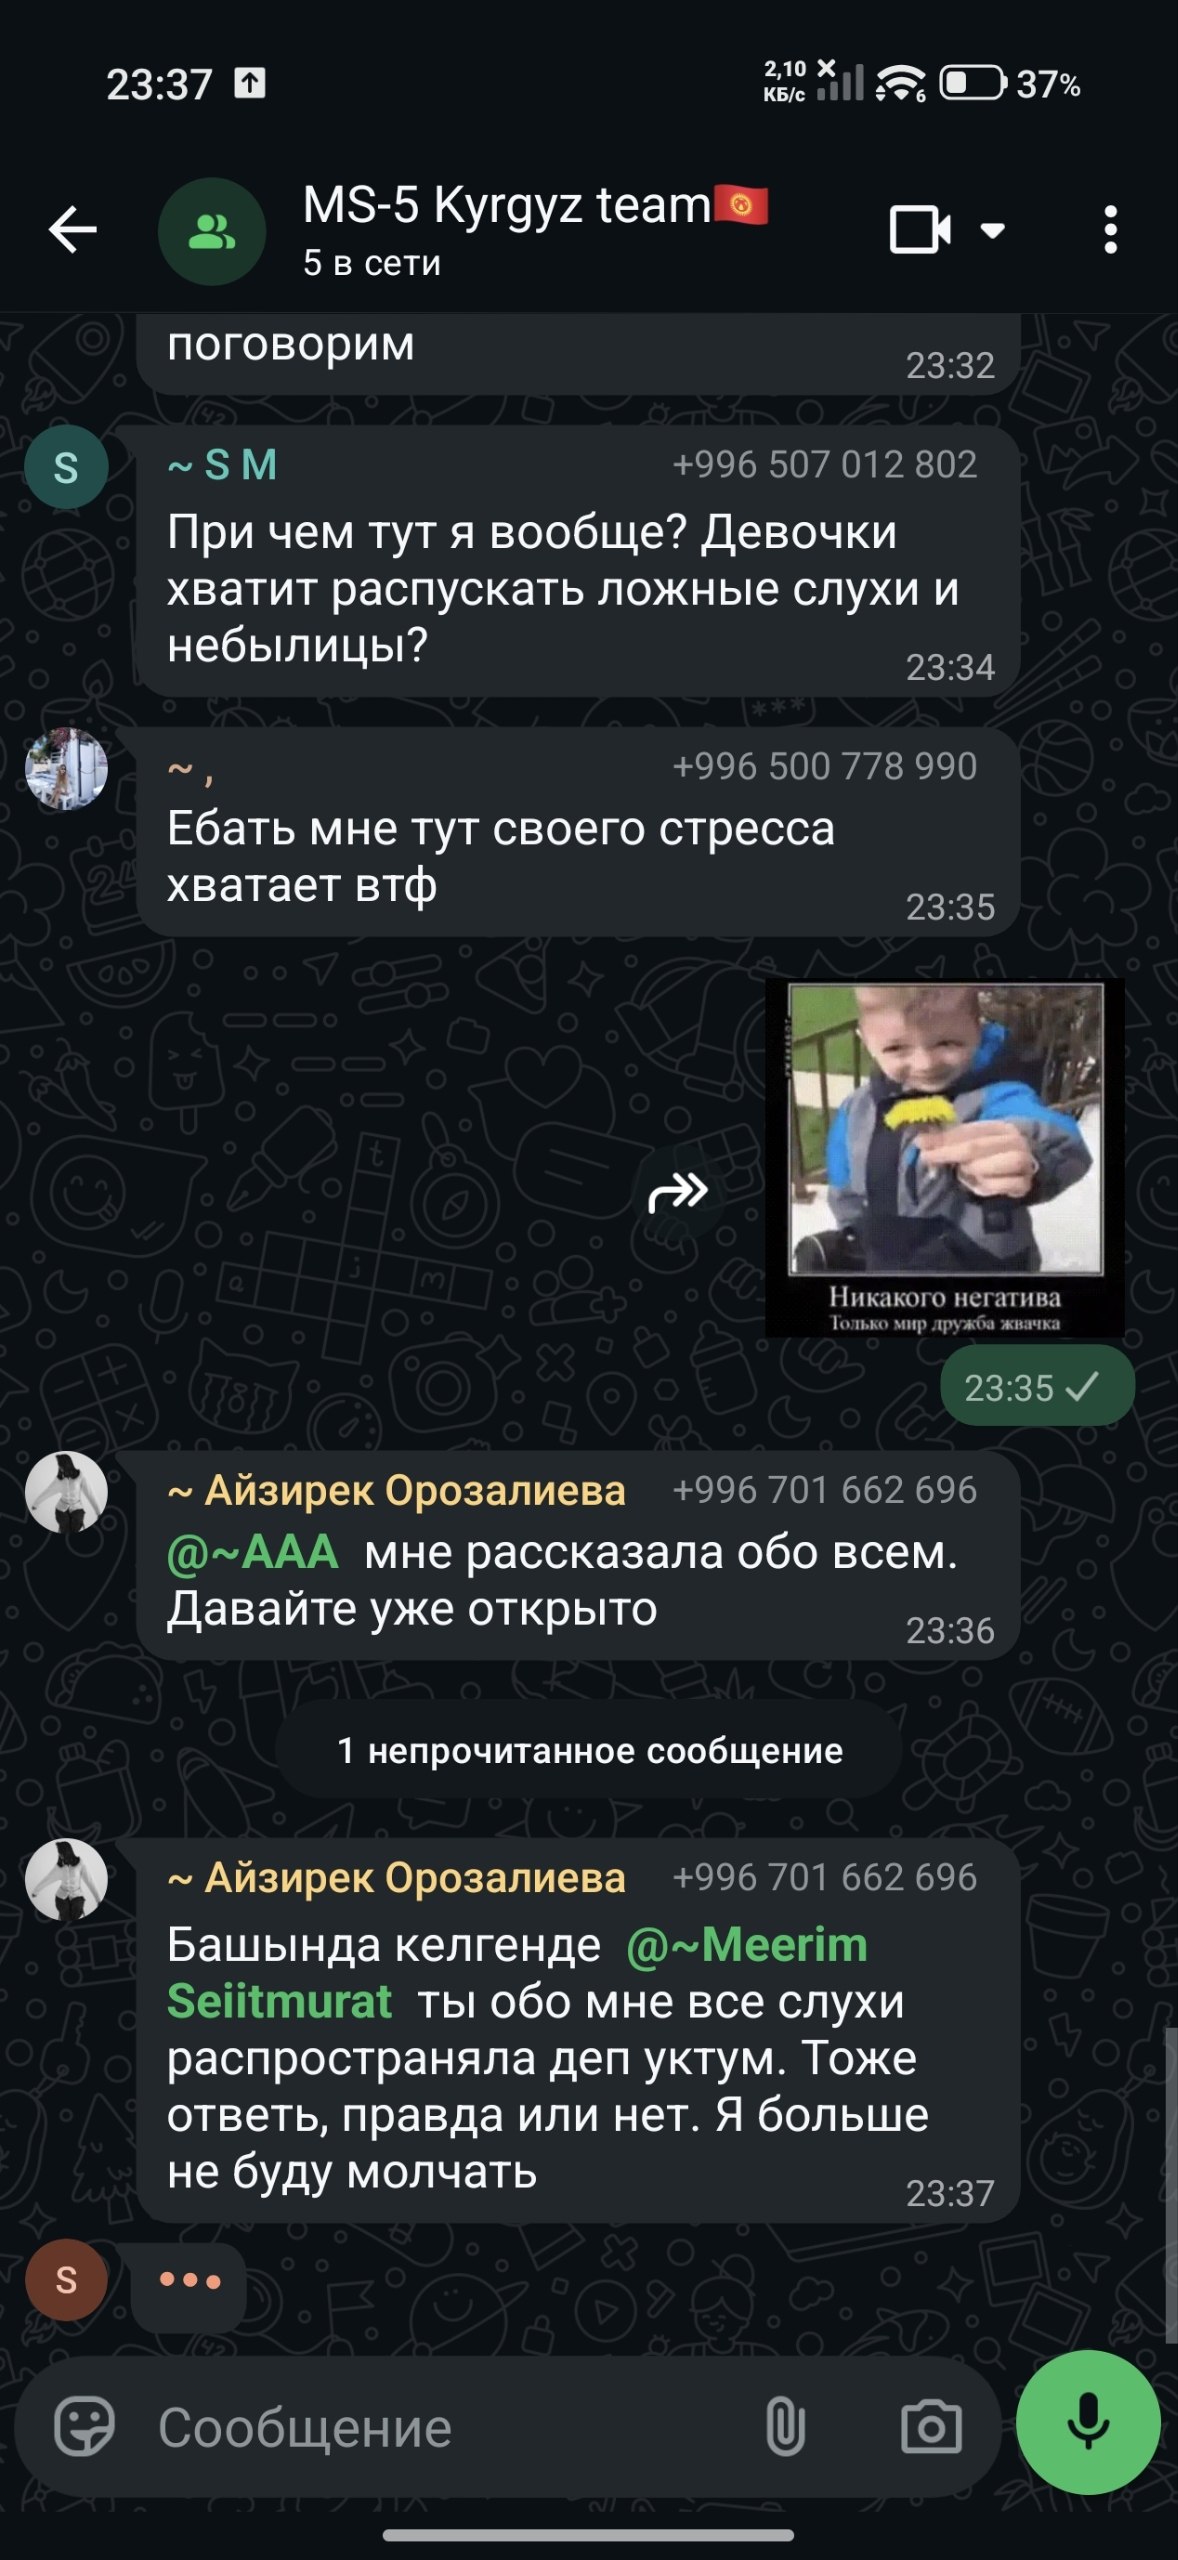 23:37
2,10
КБ/с
6
37%
MS-5 Kyrgyz team🇰🇬
5 в сети
поговорим
23:32
S
~ S M +996 507 012 802
При чем тут я вообще? Девочки
хватит распускать ложные слухи и
небылицы?
23:34
~ , +996 500 778 990
Ебать мне тут своего стресса
хватает втф
23:35
Никакого негатива
Только мир дружба жвачка
23:35
~ Айзирек Орозалиева +996 701 662 696
@~AAA мне рассказала обо всем.
Давайте уже открыто
23:36
1 непрочитанное сообщение
~ Айзирек Орозалиева +996 701 662 696
Башында келгенде @~Meerim
Seiitmurat ты обо мне все слухи
распространяла деп уктум. Тоже
ответь, правда или нет. Я больше
не буду молчать
23:37
S
Сообщение